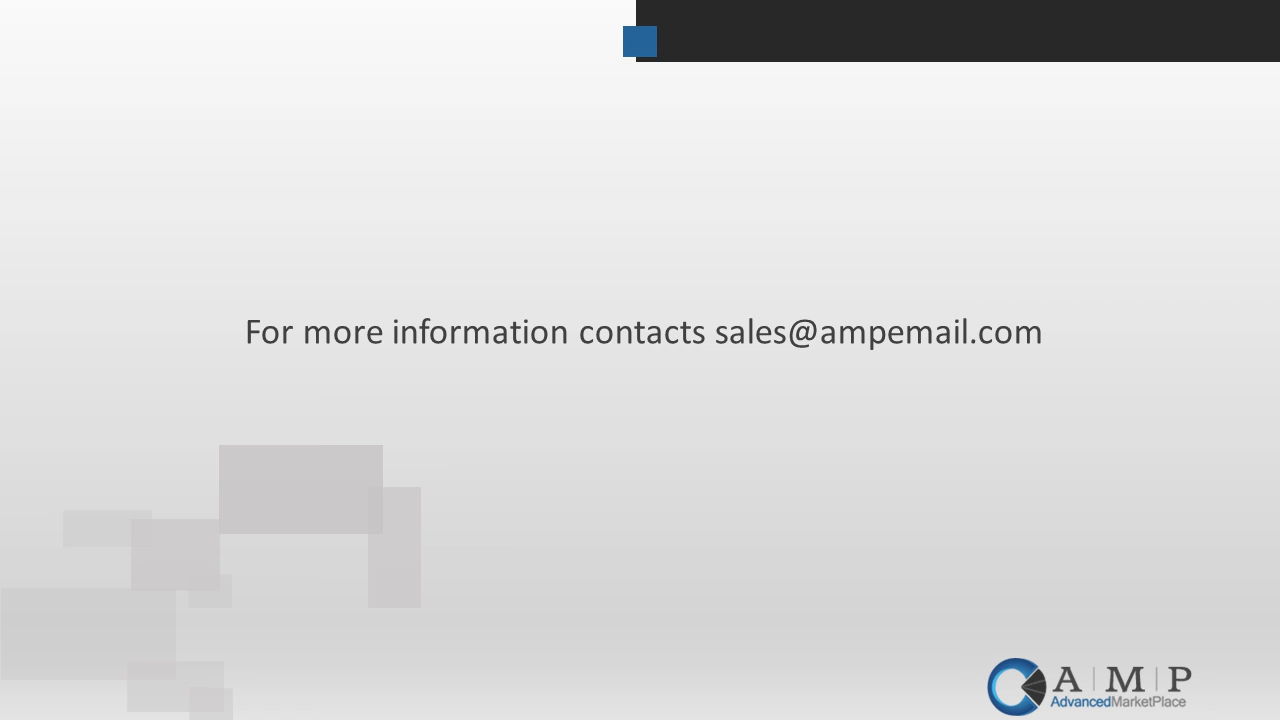 For more information contacts sales@ampemail.com
A | M | P
AdvancedMarketPlace